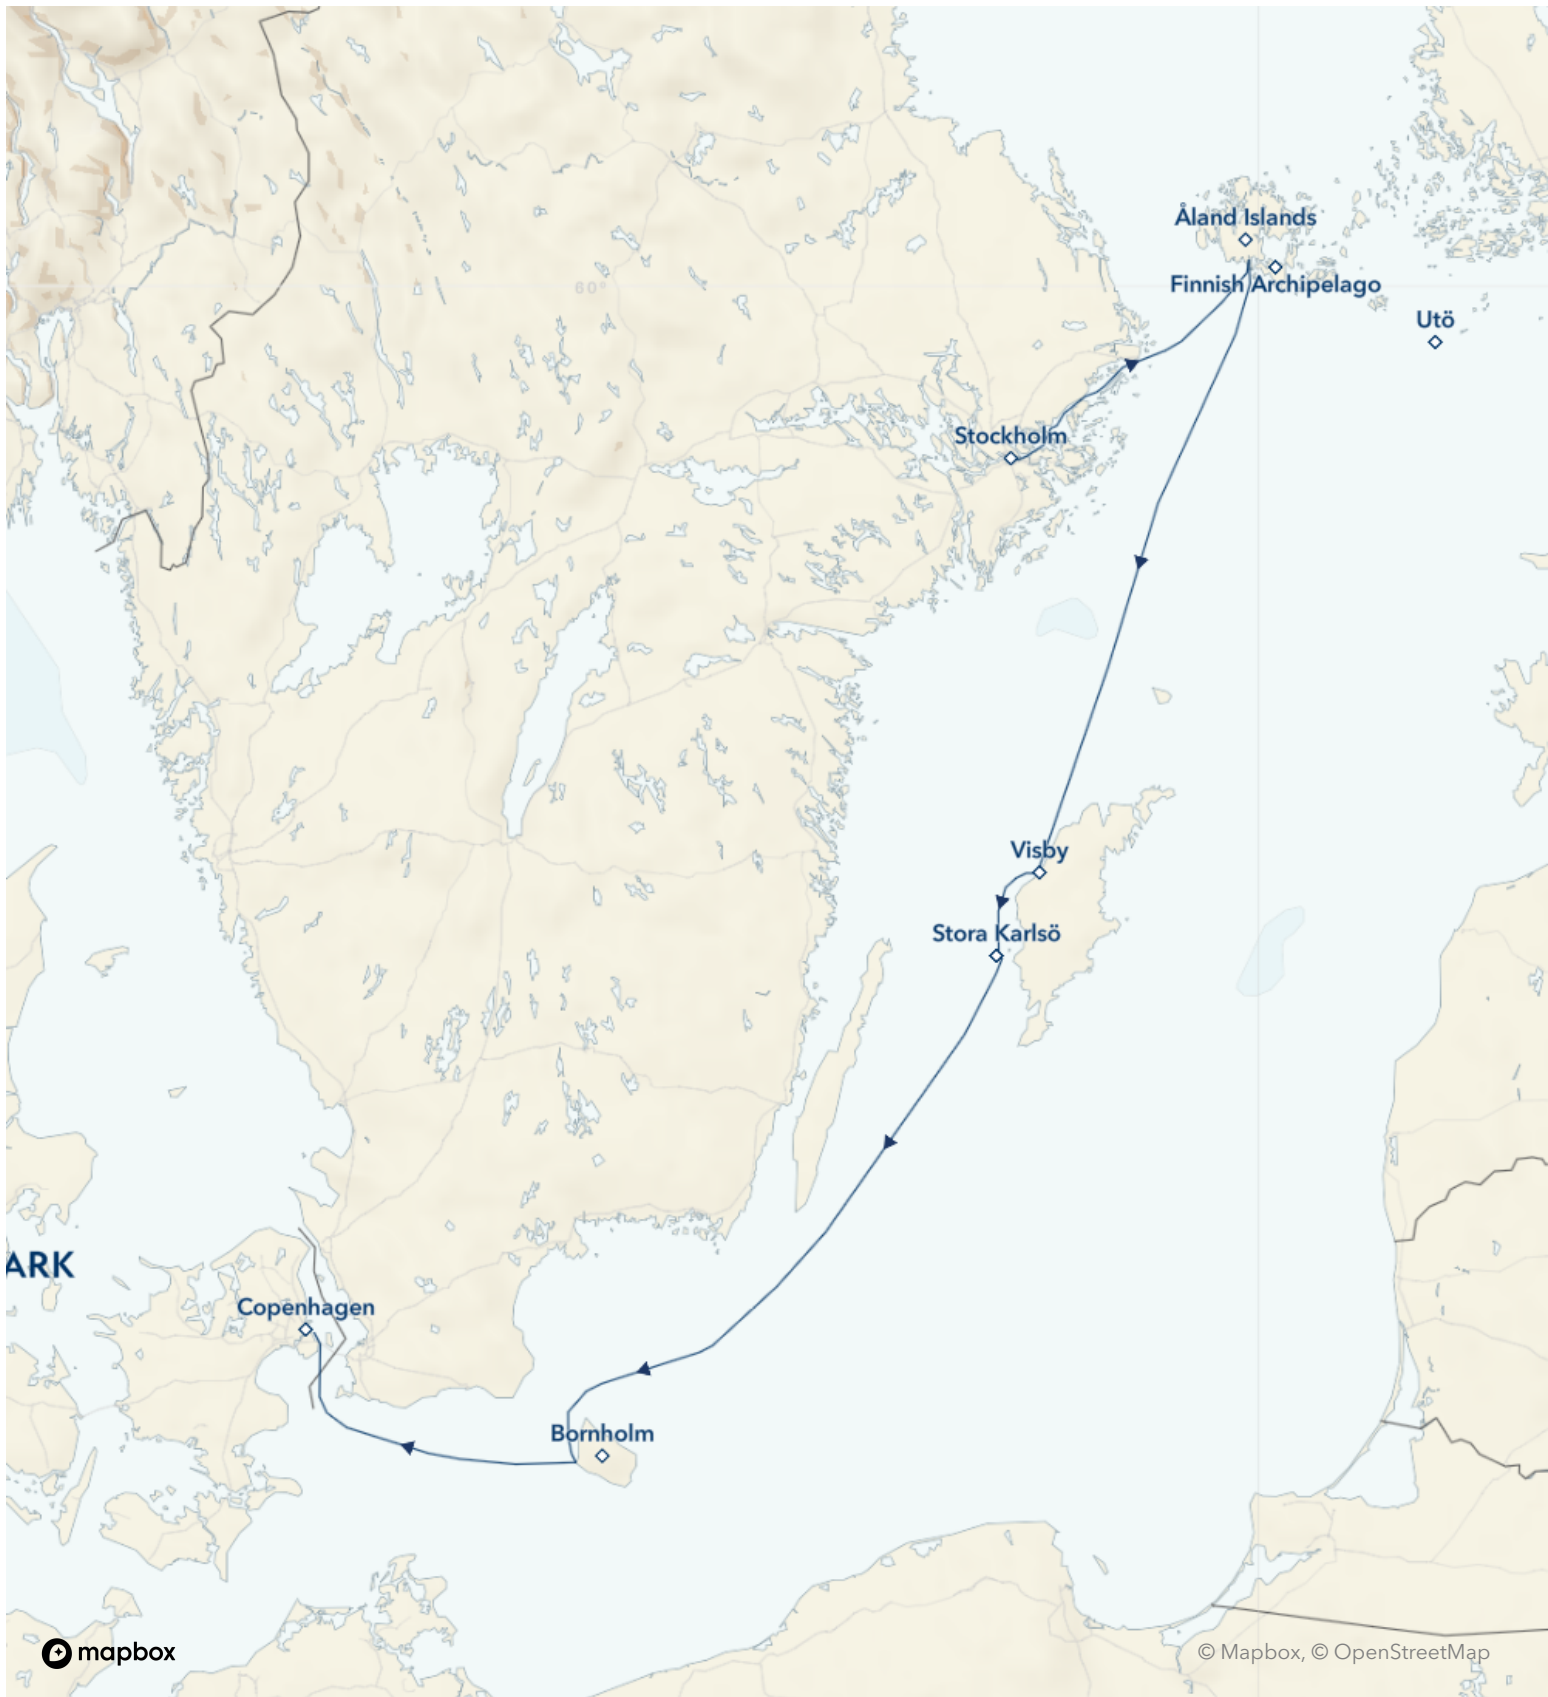 Åland Islands
Finnish Archipelago
60°
Utö
Stockholm
Visby
Stora Karlsö
ARK
Copenhagen
Bornholm
mapbox
© Mapbox, © OpenStreetMap